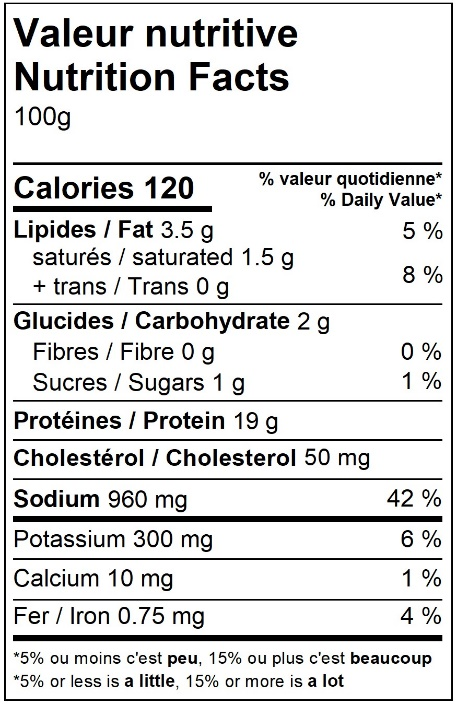 Valeur nutritive
Nutrition Facts
100g
Calories 120
% valeur quotidienne*
% Daily Value*
Lipides / Fat 3.5 g 5 %
saturés / saturated 1.5 g
+ trans / Trans 0 g 8 %
Glucides / Carbohydrate 2 g
Fibres / Fibre 0 g 0 %
Sucres / Sugars 1 g 1 %
Protéines / Protein 19 g
Cholestérol / Cholesterol 50 mg
Sodium 960 mg 42 %
Potassium 300 mg 6 %
Calcium 10 mg 1 %
Fer / Iron 0.75 mg 4 %
*5% ou moins c'est peu, 15% ou plus c'est beaucoup
*5% or less is a little, 15% or more is a lot